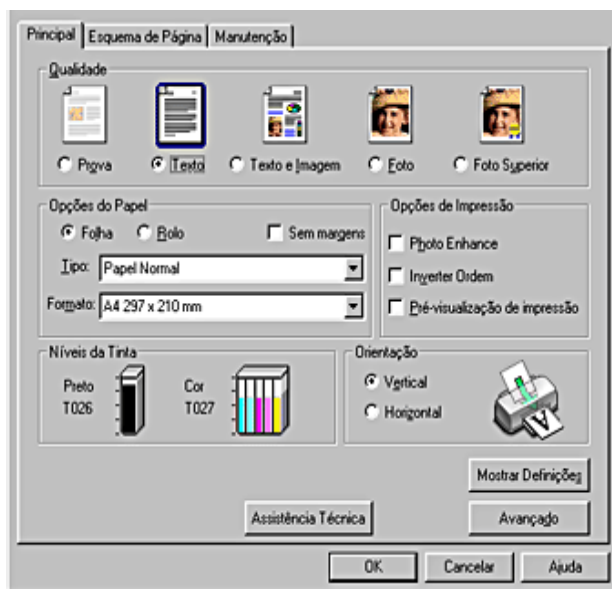 Principal Esquema de Página Manutenção
Qualidade
Prova Texto Texto e Imagem Foto Foto Superior
Opções do Papel
Folha Rolo Sem margens
Tipo: Papel Normal
Formato: A4 297 x 210 mm
Opções de Impressão
Photo Enhance
Inverter Ordem
Pré-visualização de impressão
Níveis da Tinta
Preto
T026
Cor
T027
Orientação
Vertical
Horizontal
A
Mostrar Definições
Assistência Técnica Avançado
OK Cancelar Ajuda